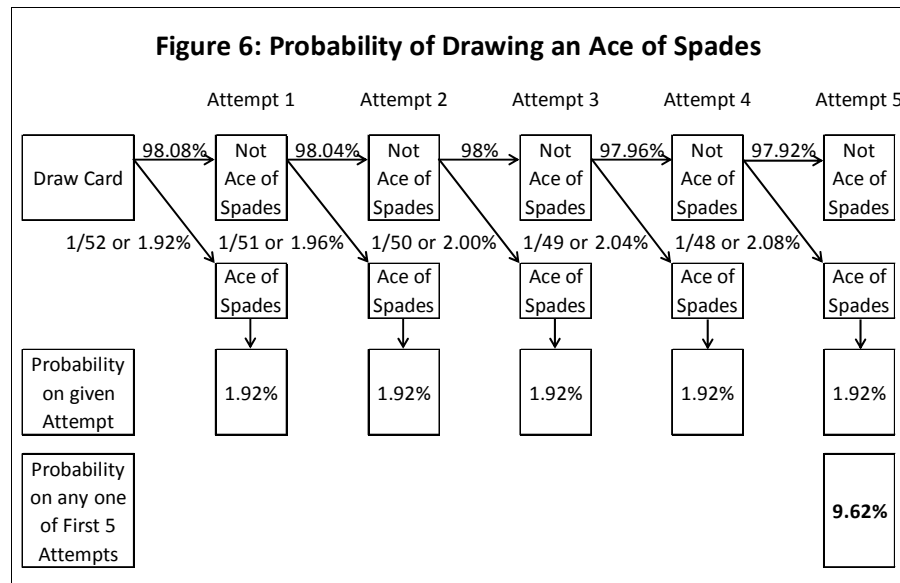 Figure 6: Probability of Drawing an Ace of Spades
Attempt 1 Attempt 2 Attempt 3 Attempt 4 Attempt 5
Draw Card
98.08%
Not
Ace of
Spades
98.04%
Not
Ace of
Spades
98%
Not
Ace of
Spades
97.96%
Not
Ace of
Spades
97.92%
Not
Ace of
Spades
1/52 or 1.92% 1/51 or 1.96% 1/50 or 2.00% 1/49 or 2.04% 1/48 or 2.08%
Ace of
Spades
Ace of
Spades
Ace of
Spades
Ace of
Spades
Ace of
Spades
Probability
on given
Attempt
1.92% 1.92% 1.92% 1.92% 1.92%
Probability
on any one
of First 5
Attempts
9.62%